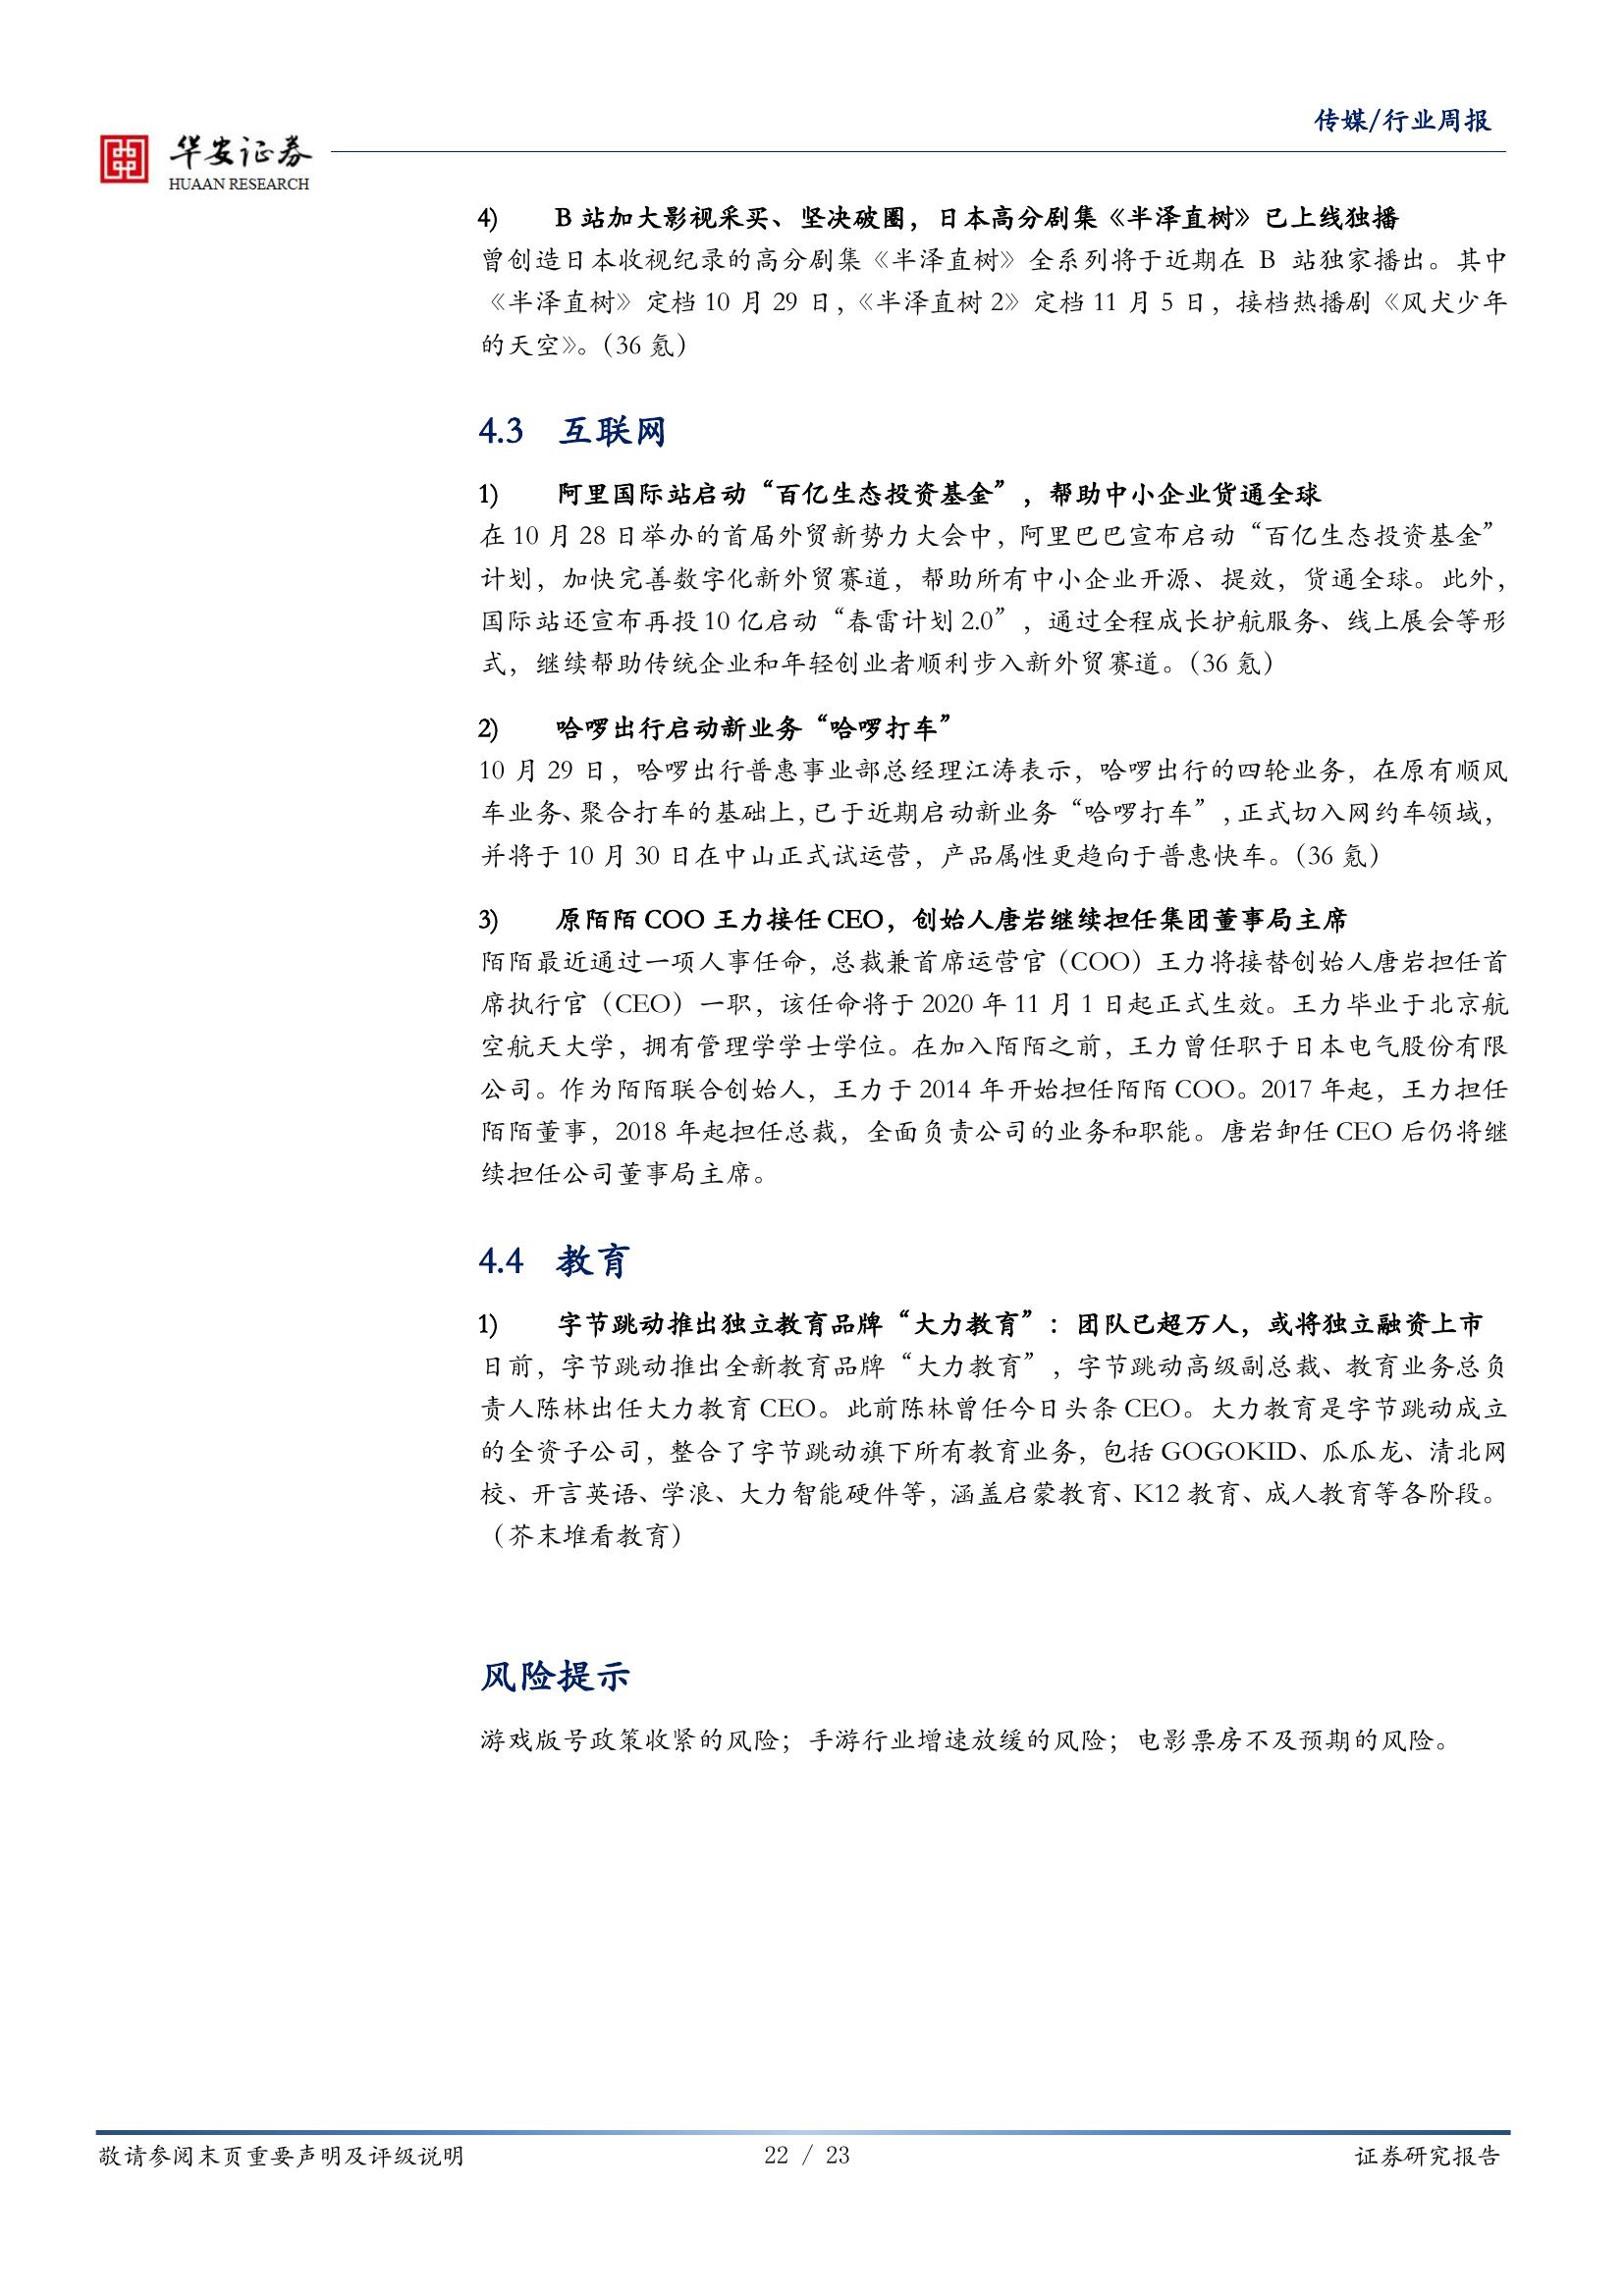 传媒/行业周报
华安证券
HUAAN RESEARCH
4) B 站加大影视采买、坚决破圈，日本高分剧集《半泽直树》已上线独播
曾创造日本收视纪录的高分剧集《半泽直树》全系列将于近期在 B 站独家播出。其中
《半泽直树》定档 10 月 29 日，《半泽直树 2》定档 11 月 5 日，接档热播剧《风犬少年
的天空》。（36 氪）
4.3 互联网
1) 阿里国际站启动“百亿生态投资基金”，帮助中小企业货通全球
在 10 月 28 日举办的首届外贸新势力大会中，阿里巴巴宣布启动“百亿生态投资基金”
计划，加快完善数字化新外贸赛道，帮助所有中小企业开源、提效，货通全球。此外，
国际站还宣布再投 10 亿启动“春雷计划 2.0”，通过全程成长护航服务、线上展会等形
式，继续帮助传统企业和年轻创业者顺利步入新外贸赛道。（36 氪）
2) 哈啰出行启动新业务“哈啰打车”
10 月 29 日，哈啰出行普惠事业部总经理江涛表示，哈啰出行的四轮业务，在原有顺风
车业务、聚合打车的基础上，已于近期启动新业务“哈啰打车”，正式切入网约车领域，
并将于 10 月 30 日在中山正式试运营，产品属性更趋向于普惠快车。（36 氪）
3) 原陌陌 COO 王力接任 CEO，创始人唐岩继续担任集团董事局主席
陌陌最近通过一项人事任命，总裁兼首席运营官（COO）王力将接替创始人唐岩担任首
席执行官（CEO）一职，该任命将于 2020 年 11 月 1 日起正式生效。王力毕业于北京航
空航天大学，拥有管理学学士学位。在加入陌陌之前，王力曾任职于日本电气股份有限
公司。作为陌陌联合创始人，王力于 2014 年开始担任陌陌 COO。2017 年起，王力担任
陌陌董事，2018 年起担任总裁，全面负责公司的业务和职能。唐岩卸任 CEO 后仍将继
续担任公司董事局主席。
4.4 教育
1) 字节跳动推出独立教育品牌“大力教育”：团队已超万人，或将独立融资上市
日前，字节跳动推出全新教育品牌“大力教育”，字节跳动高级副总裁、教育业务总负
责人陈林出任大力教育 CEO。此前陈林曾任今日头条 CEO。大力教育是字节跳动成立
的全资子公司，整合了字节跳动旗下所有教育业务，包括 GOGOKID、瓜瓜龙、清北网
校、开言英语、学浪、大力智能硬件等，涵盖启蒙教育、K12 教育、成人教育等各阶段。
（芥末堆看教育）
风险提示
游戏版号政策收紧的风险；手游行业增速放缓的风险；电影票房不及预期的风险。
敬请参阅末页重要声明及评级说明
22 / 23
证券研究报告